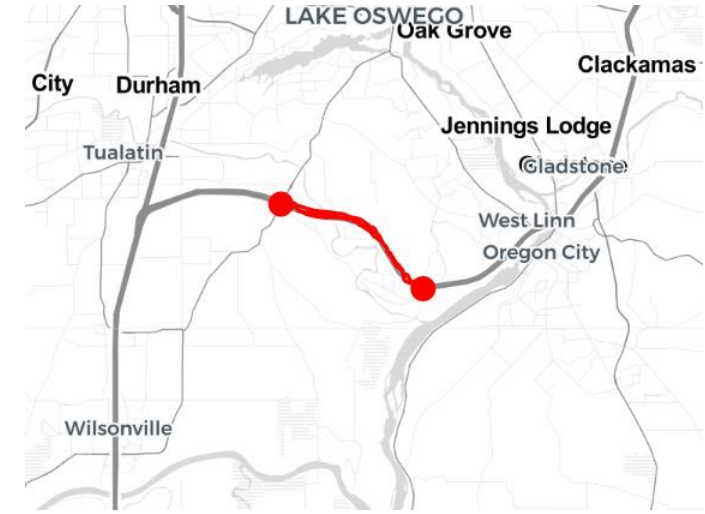 LAKE OSWEGO
Oak Grove
City
Durham
Clackamas
Jennings Lodge
Tualatin
Gladstone
West Linn
Oregon City
Wilsonville